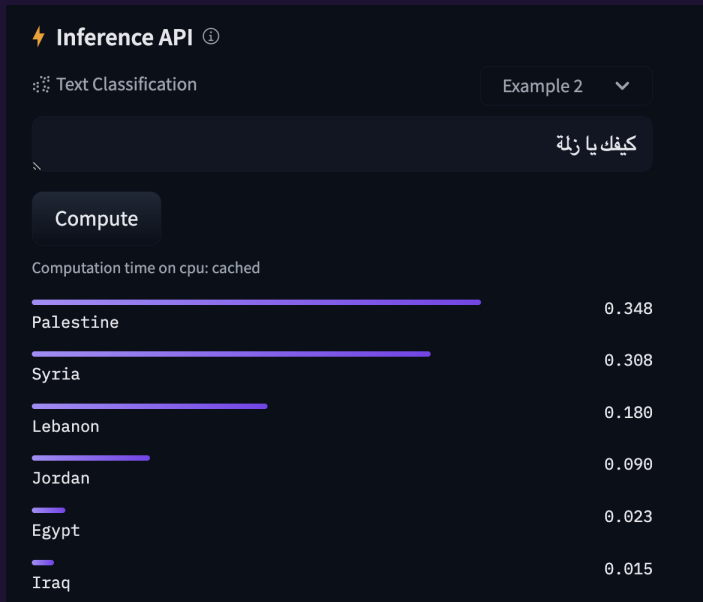 Inference API
Text Classification
Example 2
كيفك يا زلمة
Compute
Computation time on cpu: cached
0.348
Palestine
0.308
Syria
0.180
Lebanon
0.090
Jordan
0.023
Egypt
0.015
Iraq